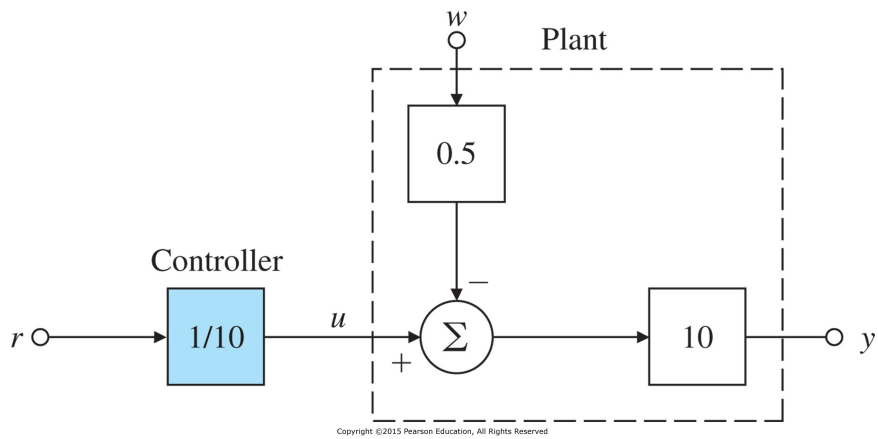 w
Plant
0.5
Controller
−
r
1/10
u
+
Σ
10
y
Copyright ©2015 Pearson Education, All Rights Reserved